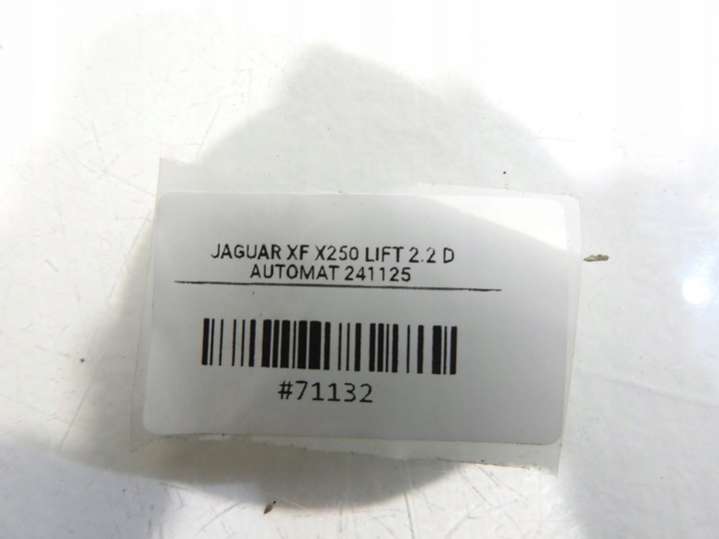 JAGUAR XF X250 LIFT 2.2 D
AUTOMAT 241125
#71132